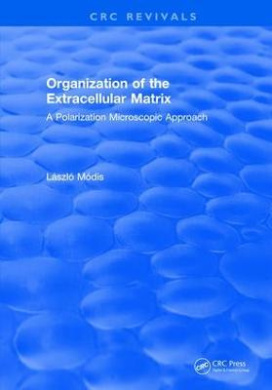 CRC REVIVALS
Organization of the
Extracellular Matrix
A Polarization Microscopic Approach
László Módis
CRC Press
Taylor & Francis Group